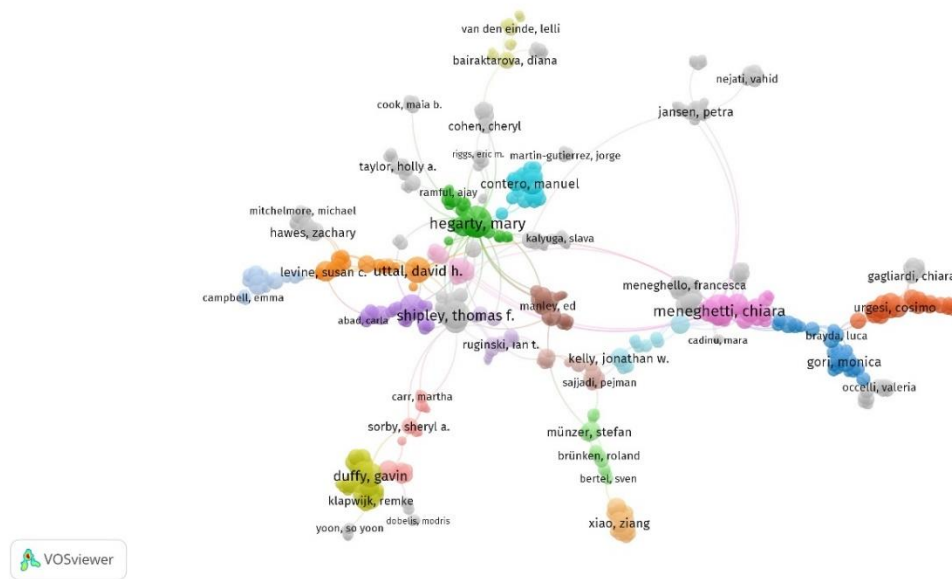 van den einde, lelli
bairaktarova, diana
nejati, vahid
cook, maia b.
jansen, petra
cohen, cheryl
riggs, eric m.
martin-gutierrez, jorge
taylor, holly a.
contero, manuel
ramful, ajay
mitchelmore, michael
hegarty, mary
hawes, zachary
kalyuga, slava
levine, susan c.
uttal, david h.
gagliardi, chiara
meneghello, francesca
campbell, emma
manley, ed
abad, carla
shipley, thomas f.
meneghetti, chiara
urgesi, cosimo
brayda, luca
cadinu, mara
ruginski, ian t.
kelly, jonathan w.
gori, monica
sajjadi, pejman
occelli, valeria
carr, martha
sorby, sheryl a.
münzer, stefan
brünken, roland
duffy, gavin
bertel, sven
klapwijk, remke
dobelis, modris
yoon, so yoon
xiao, ziang
VOSviewer